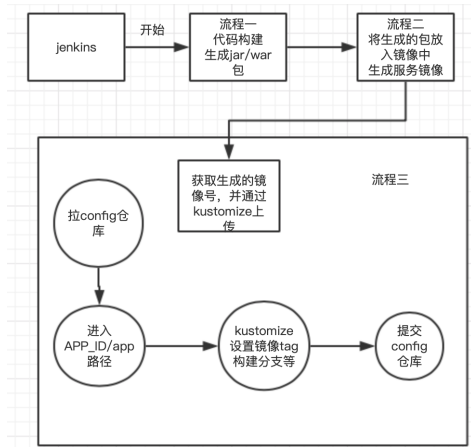 jenkins
开始
流程一
代码构建
生成jar/war
包
流程二
将生成的包放
入镜像中
生成服务镜像
流程三
获取生成的镜
像号，并通过
kustomize上
传
拉config仓
库
进入
APP_ID/app
路径
kustomize
设置镜像tag
构建分支等
提交
config
仓库